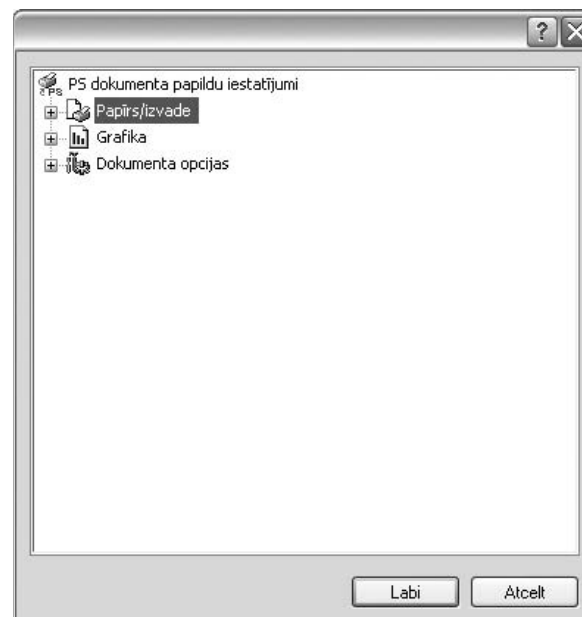 PS dokumenta papildu iestatījumi
Papīrs/izvade
Grafika
Dokumenta opcijas
Labi Atcelt